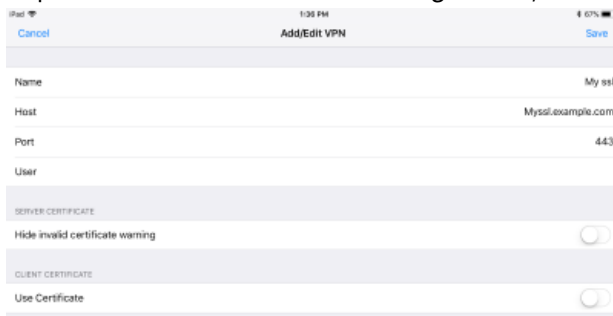 iPad 1:36 PM 67%
Cancel Add/Edit VPN Save
Name My ssl
Host Myssl.example.com
Port 443
User
SERVER CERTIFICATE
Hide invalid certificate warning
CLIENT CERTIFICATE
Use Certificate